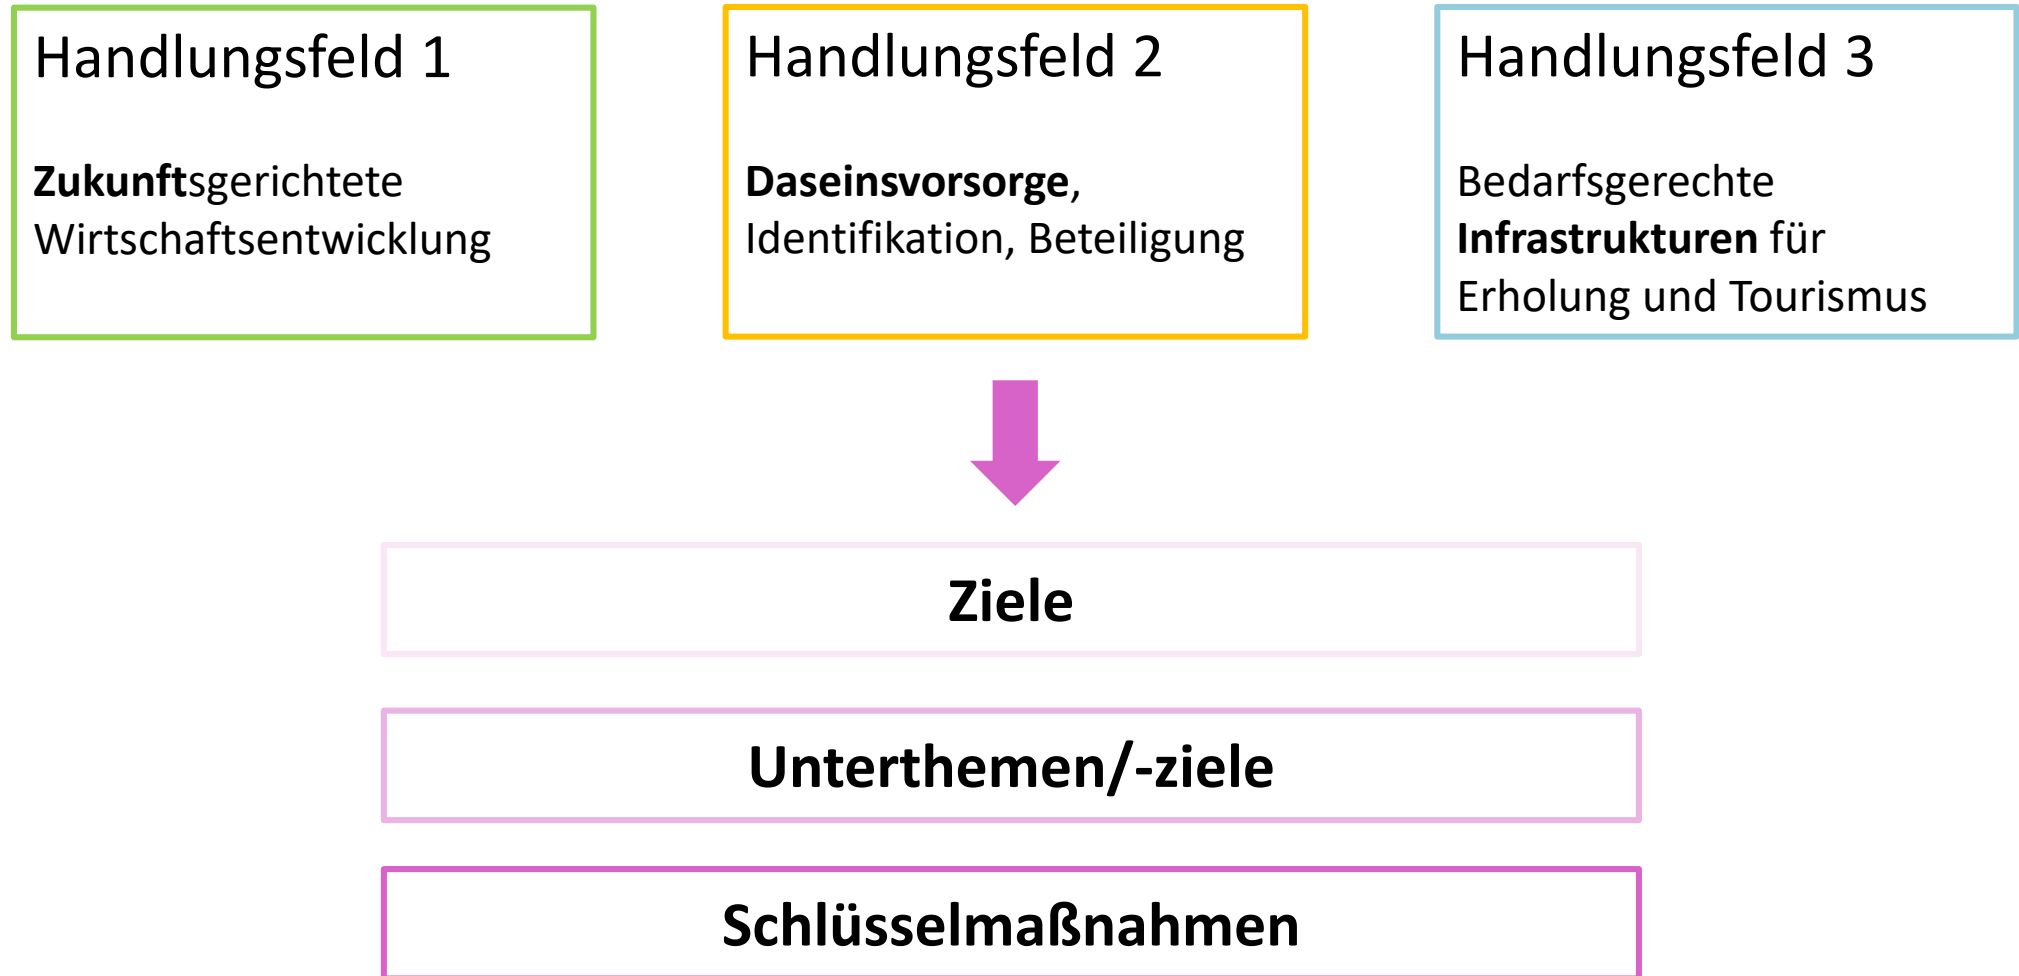 Handlungsfeld 1
Zukunftsgerichtete
Wirtschaftsentwicklung
Handlungsfeld 2
Daseinsvorsorge,
Identifikation, Beteiligung
Handlungsfeld 3
Bedarfsgerechte
Infrastrukturen für
Erholung und Tourismus
Ziele
Unterthemen/-ziele
Schlüsselmaßnahmen